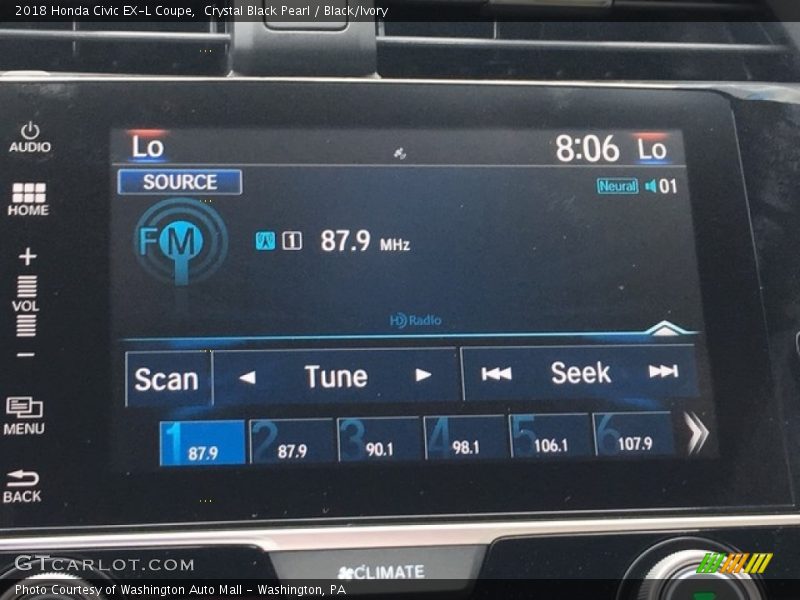 2018 Honda Civic EX-L Coupe,  Crystal Black Pearl / Black/Ivory
AUDIO
Lo
8:06 Lo
SOURCE
Neural 01
HOME
FM
1 87.9 MHz
+
VOL
HD Radio
−
Scan Tune Seek
MENU
1 87.9 2 87.9 3 90.1 4 98.1 5 106.1 6 107.9
BACK
GTCARLOT.COM
CLIMATE
Photo Courtesy of Washington Auto Mall - Washington, PA